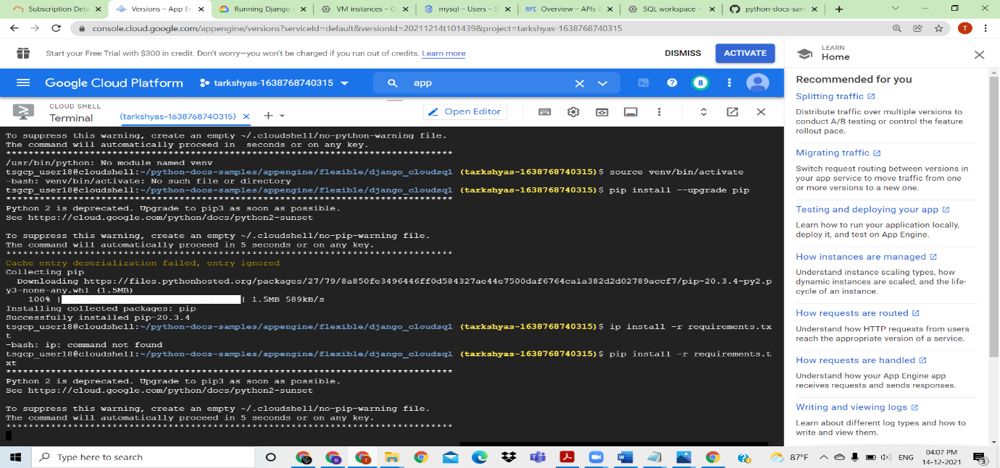 Subscription Deta
Versions – App En
Running Django
VM instances – C
mysql – Users – S
API Overview – APIs &
SQL workspace –
python-docs-sam
console.cloud.google.com/appengine/versions?serviceId=default&versionId=20211214t101439&project=tarkshyas-1638768740315
T
Start your Free Trial with $300 in credit. Don't worry—you won't be charged if you run out of credits. Learn more
DISMISS
ACTIVATE
Google Cloud Platform
tarkshyas-1638768740315
app
8
CLOUD SHELL
Terminal
(tarkshyas-1638768740315)
Open Editor
To suppress this warning, create an empty ~/.cloudshell/no-python-warning file.
The command will automatically proceed in  seconds or on any key.
********************************************************************************
/usr/bin/python: No module named venv
tsgcp_user18@cloudshell:~/python-docs-samples/appengine/flexible/django_cloudsql (tarkshyas-1638768740315)$ source venv/bin/activate
-bash: venv/bin/activate: No such file or directory
tsgcp_user18@cloudshell:~/python-docs-samples/appengine/flexible/django_cloudsql (tarkshyas-1638768740315)$ pip install --upgrade pip
********************************************************************************
Python 2 is deprecated. Upgrade to pip3 as soon as possible.
See https://cloud.google.com/python/docs/python2-sunset
To suppress this warning, create an empty ~/.cloudshell/no-pip-warning file.
The command will automatically proceed in 5 seconds or on any key.
********************************************************************************
Cache entry deserialization failed, entry ignored
Collecting pip
Downloading https://files.pythonhosted.org/packages/27/79/8a850fe3496446ff0d584327ae44e7500daf6764ca1a382d2d02789accf7/pip-20.3.4-py2.p
y3-none-any.whl (1.5MB)
100% |████████████████████████████████| 1.5MB 589kB/s
Installing collected packages: pip
Successfully installed pip-20.3.4
tsgcp_user18@cloudshell:~/python-docs-samples/appengine/flexible/django_cloudsql (tarkshyas-1638768740315)$ ip install -r requirements.tx
t
-bash: ip: command not found
tsgcp_user18@cloudshell:~/python-docs-samples/appengine/flexible/django_cloudsql (tarkshyas-1638768740315)$ pip install -r requirements.t
xt
********************************************************************************
Python 2 is deprecated. Upgrade to pip3 as soon as possible.
See https://cloud.google.com/python/docs/python2-sunset
To suppress this warning, create an empty ~/.cloudshell/no-pip-warning file.
The command will automatically proceed in 5 seconds or on any key.
********************************************************************************
LEARN
Home
Recommended for you
Splitting traffic
Distribute traffic over multiple versions to
conduct A/B testing or control the feature
rollout pace.
Migrating traffic
Switch request routing between versions in
your app service to move traffic from one
or more versions to a new one.
Testing and deploying your app
Learn how to run your application locally,
deploy it, and test on App Engine.
How instances are managed
Understand instance scaling types, how
dynamic instances are scaled, and the life-
cycle of an instance.
How requests are routed
Understand how HTTP requests from users
reach the appropriate version of a service.
How requests are handled
Understand how your App Engine app
receives requests and sends responses.
Writing and viewing logs
Learn about different log types and how to
write and view them.
Type here to search
87°F
ENG
04:07 PM
14-12-2021
3